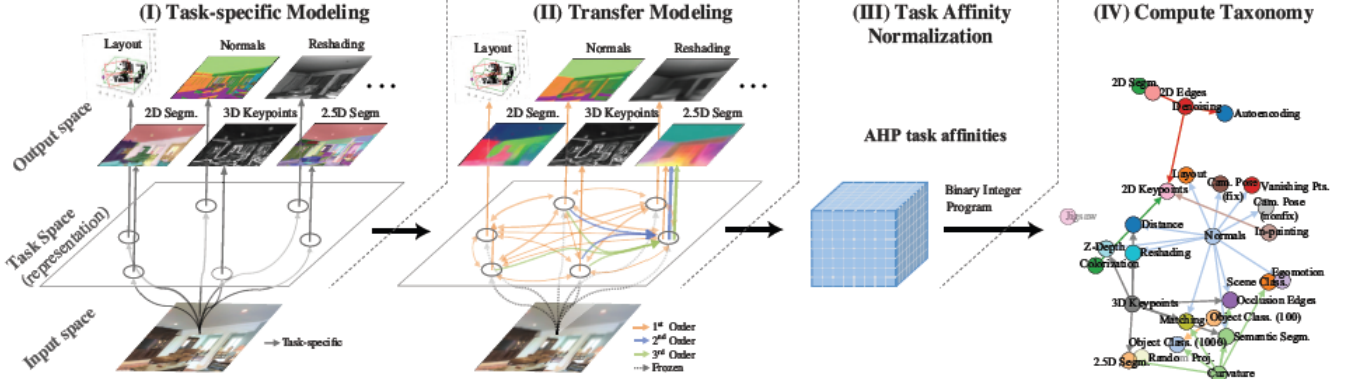 (I) Task-specific Modeling
Layout
Normals
Reshading
• • •
2D Segm.
3D Keypoints
2.5D Segm
Output space
Task Space
(representation)
Input space
Task-specific
(II) Transfer Modeling
Layout
Normals
Reshading
• • •
2D Segm.
3D Keypoints
2.5D Segm
1st Order
2nd Order
3rd Order
Frozen
(III) Task Affinity
Normalization
AHP task affinities
Binary Integer
Program
(IV) Compute Taxonomy
2D Segm.
2D Edges
Denoising
Autoencoding
Layout
2D Keypoints
Cam. Pose
(fix)
Vanishing Pts.
Cam. Pose
(nonfix)
Jigsaw
Distance
Normals
In-painting
Z-Depth
Reshading
Colorization
Egomotion
Scene Class.
3D Keypoints
Occlusion Edges
Matching
Object Class. (100)
Semantic Segm.
Object Class. (1000)
2.5D Segm.
Random Proj.
Curvature